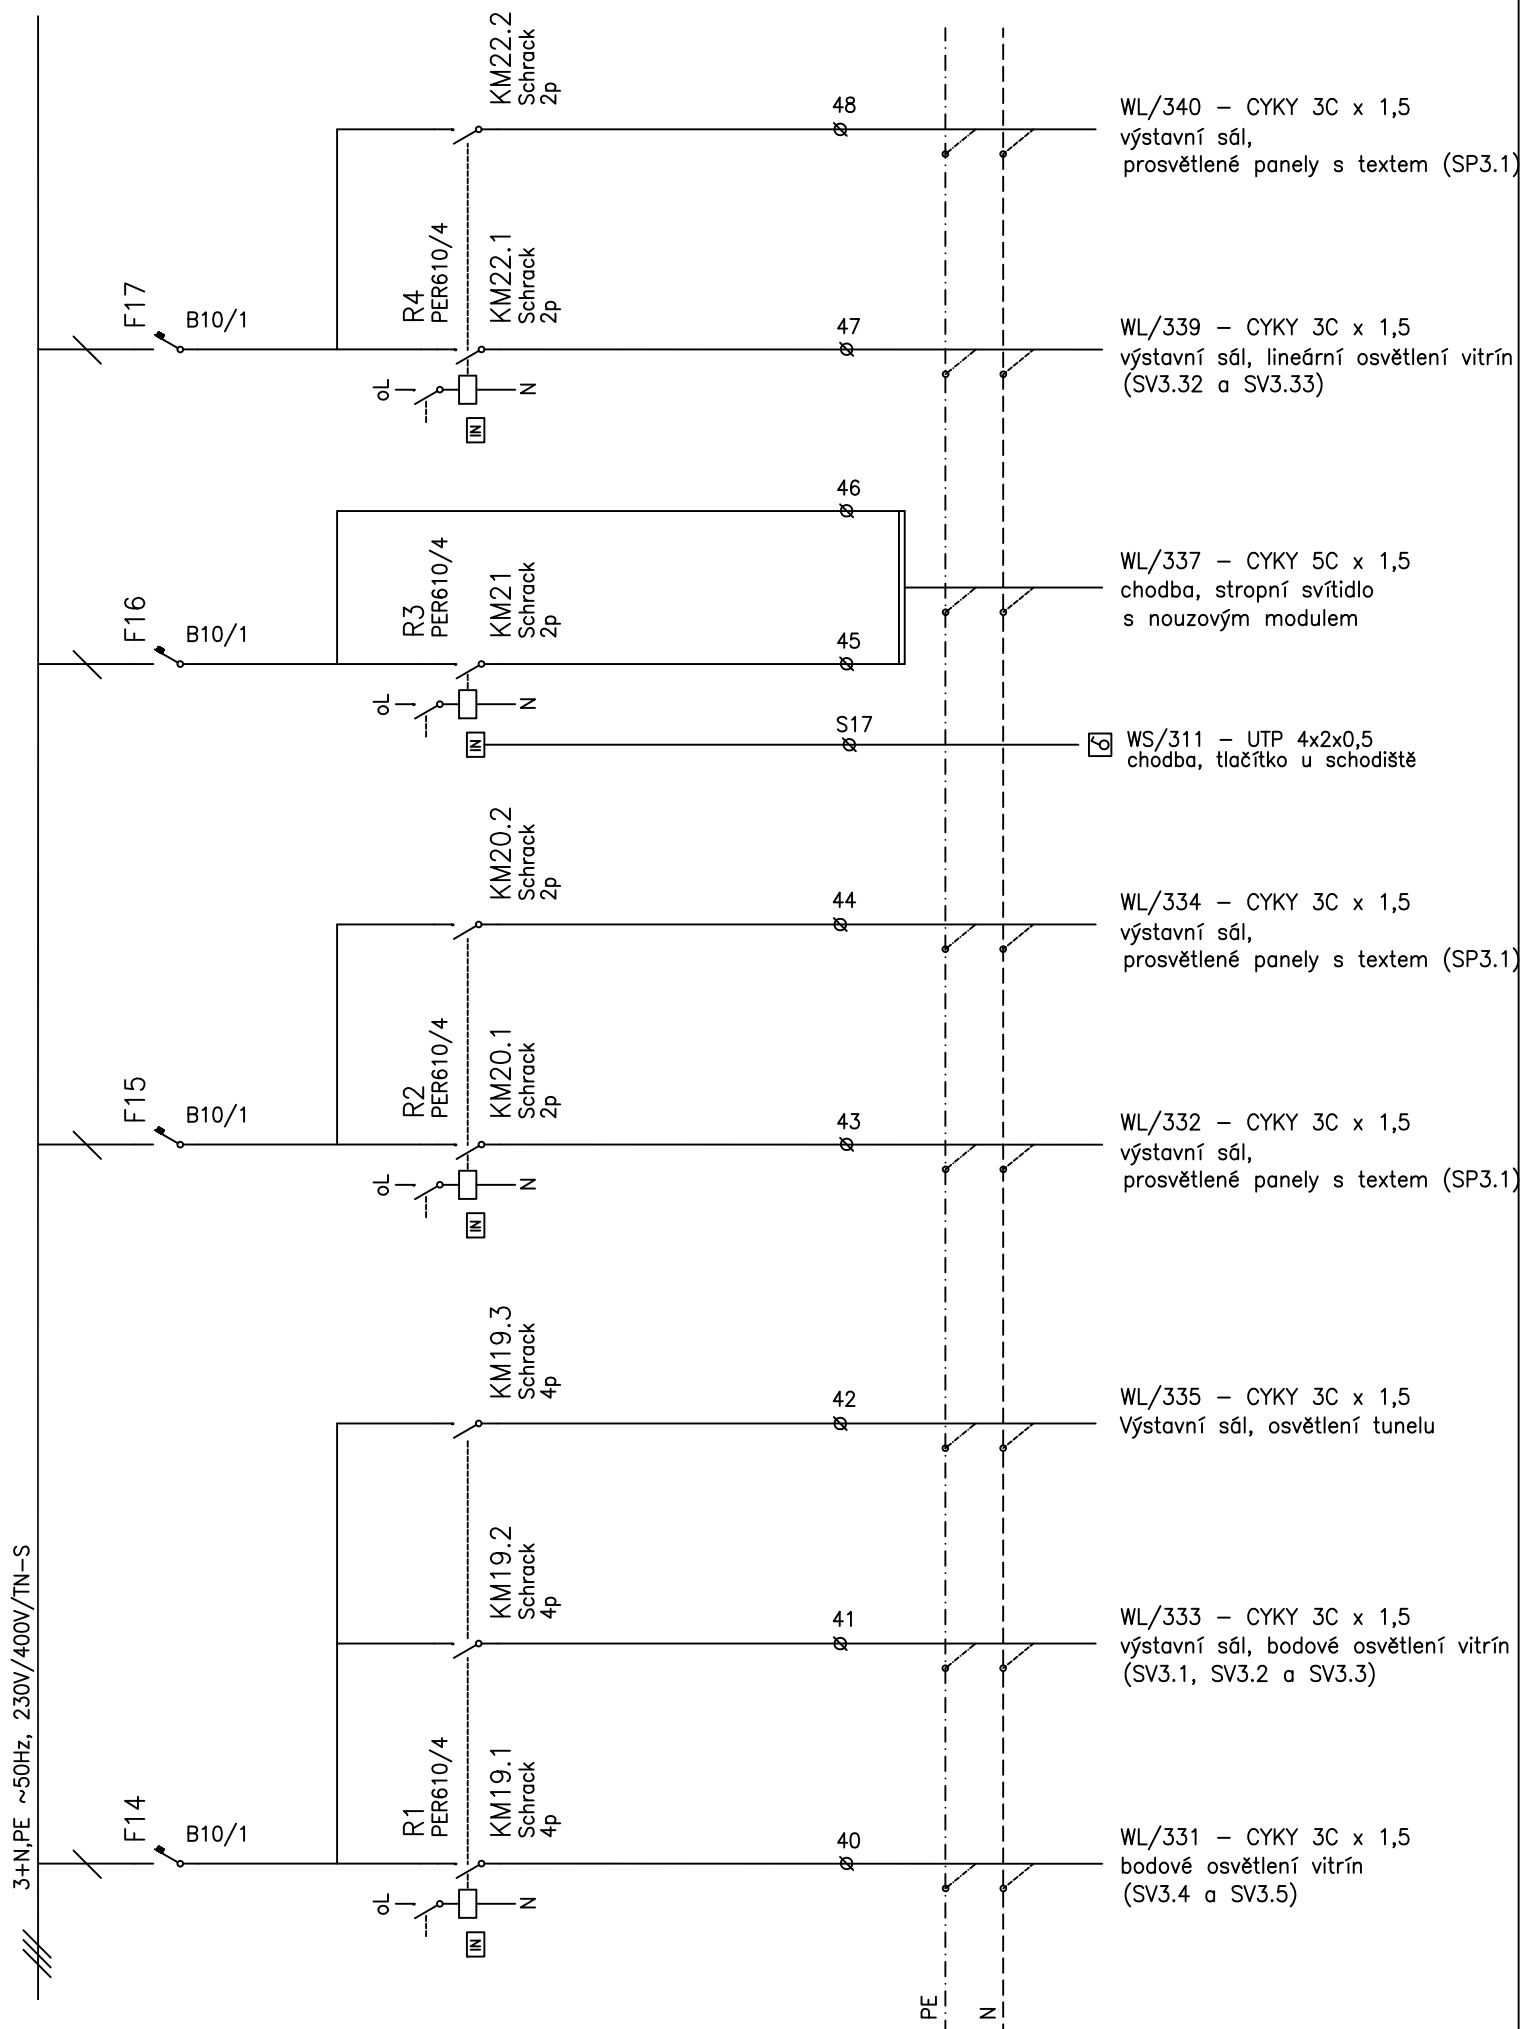 KM22.2
Schrack
2p
48
WL/340 – CYKY 3C x 1,5
výstavní sál,
prosvětlené panely s textem (SP3.1)
F17
B10/1
R4
PER610/4
KM22.1
Schrack
2p
47
WL/339 – CYKY 3C x 1,5
výstavní sál, lineární osvětlení vitrín
(SV3.32 a SV3.33)
oL
N
IN
46
F16
B10/1
R3
PER610/4
KM21
Schrack
2p
45
WL/337 – CYKY 5C x 1,5
chodba, stropní svítidlo
s nouzovým modulem
oL
N
IN
S17
WS/311 – UTP 4x2x0,5
chodba, tlačítko u schodiště
KM20.2
Schrack
2p
44
WL/334 – CYKY 3C x 1,5
výstavní sál,
prosvětlené panely s textem (SP3.1)
F15
B10/1
R2
PER610/4
KM20.1
Schrack
2p
43
WL/332 – CYKY 3C x 1,5
výstavní sál,
prosvětlené panely s textem (SP3.1)
oL
N
IN
KM19.3
Schrack
4p
42
WL/335 – CYKY 3C x 1,5
Výstavní sál, osvětlení tunelu
KM19.2
Schrack
4p
41
WL/333 – CYKY 3C x 1,5
výstavní sál, bodové osvětlení vitrín
(SV3.1, SV3.2 a SV3.3)
3+N,PE ~50Hz, 230V/400V/TN-S
F14
B10/1
R1
PER610/4
KM19.1
Schrack
4p
40
WL/331 – CYKY 3C x 1,5
bodové osvětlení vitrín
(SV3.4 a SV3.5)
oL
N
IN
PE
N